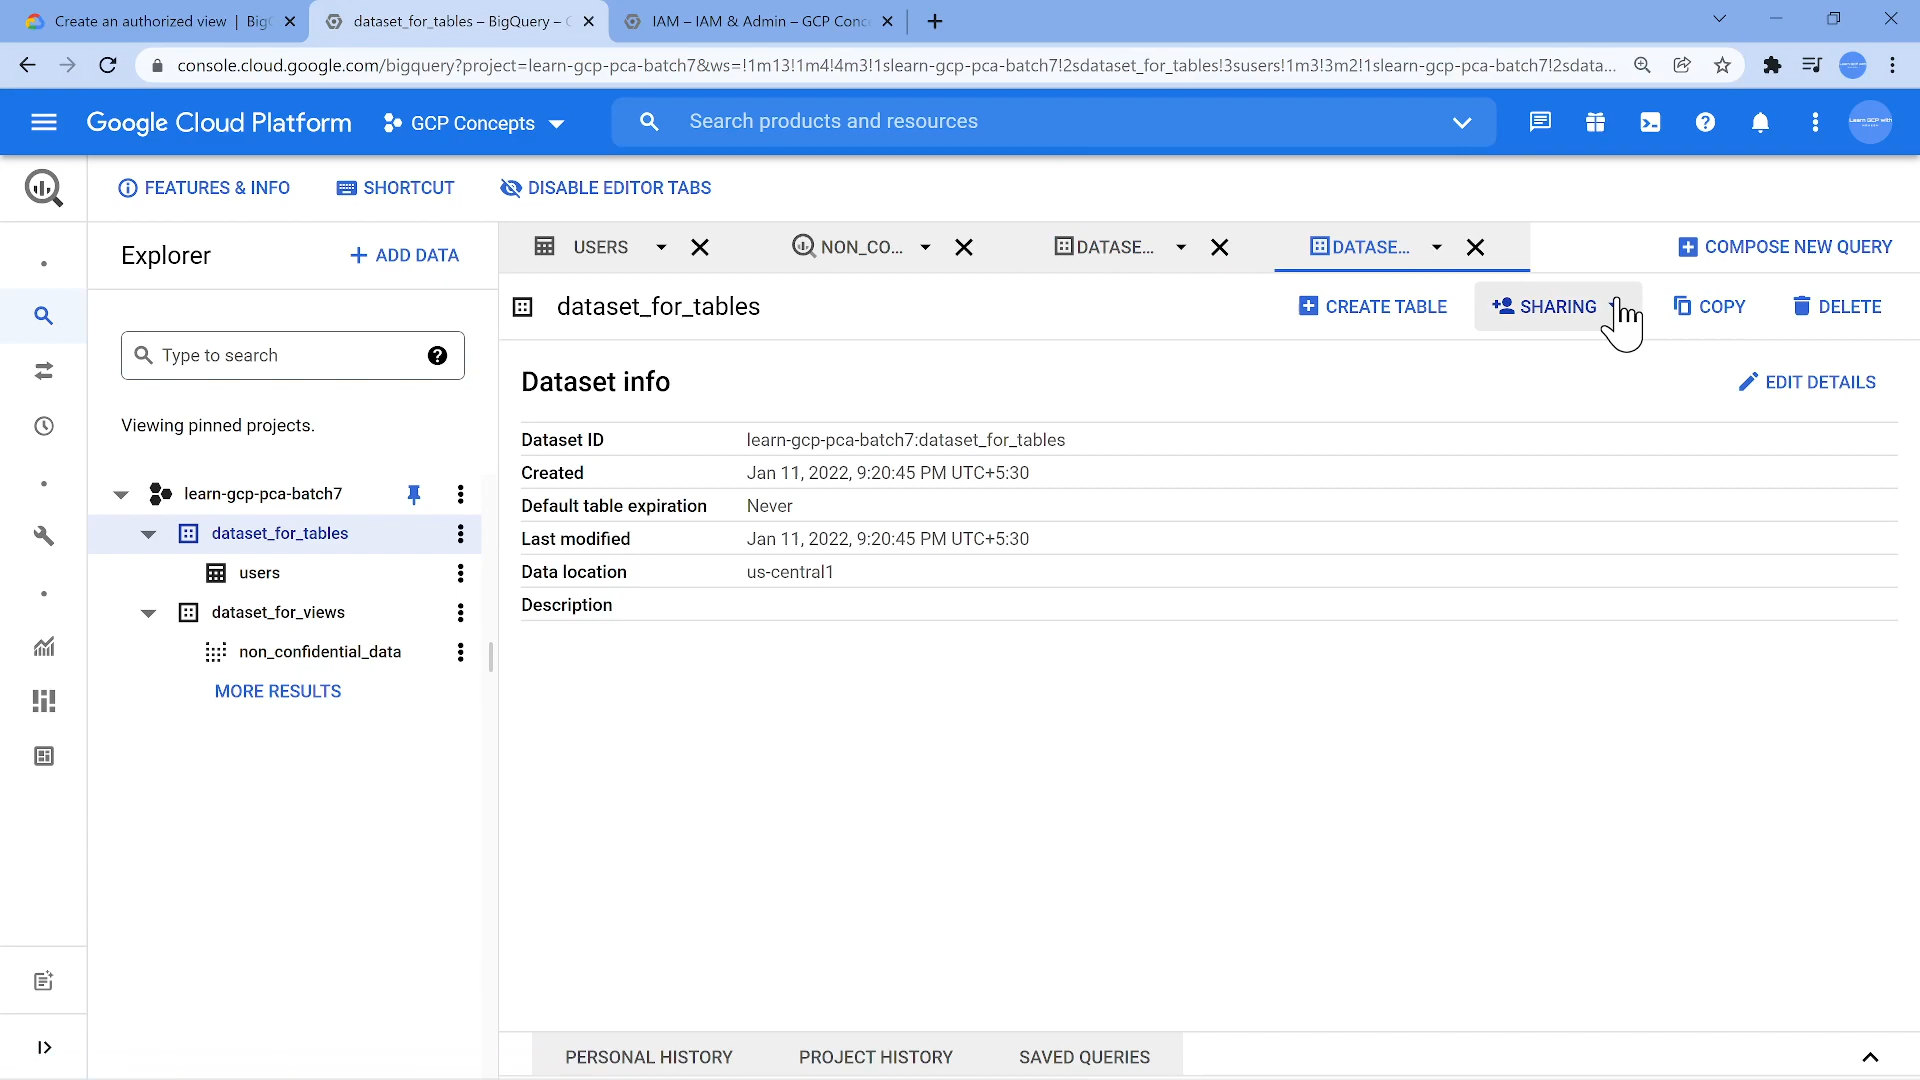 Create an authorized view | Big
dataset_for_tables – BigQuery –
IAM – IAM & Admin – GCP Conc
console.cloud.google.com/bigquery?project=learn-gcp-pca-batch7&ws=!1m13!1m4!4m3!1slearn-gcp-pca-batch7!2sdataset_for_tables!3susers!1m3!3m2!1slearn-gcp-pca-batch7!2sdata...
Google Cloud Platform
GCP Concepts
Search products and resources
FEATURES & INFO
SHORTCUT
DISABLE EDITOR TABS
Explorer
+ ADD DATA
USERS
NON_CO...
DATASE...
DATASE...
COMPOSE NEW QUERY
dataset_for_tables
CREATE TABLE
SHARING
COPY
DELETE
Type to search
Dataset info
EDIT DETAILS
Viewing pinned projects.
Dataset ID learn-gcp-pca-batch7:dataset_for_tables
Created Jan 11, 2022, 9:20:45 PM UTC+5:30
Default table expiration Never
Last modified Jan 11, 2022, 9:20:45 PM UTC+5:30
Data location us-central1
Description
learn-gcp-pca-batch7
dataset_for_tables
users
dataset_for_views
non_confidential_data
MORE RESULTS
PERSONAL HISTORY
PROJECT HISTORY
SAVED QUERIES